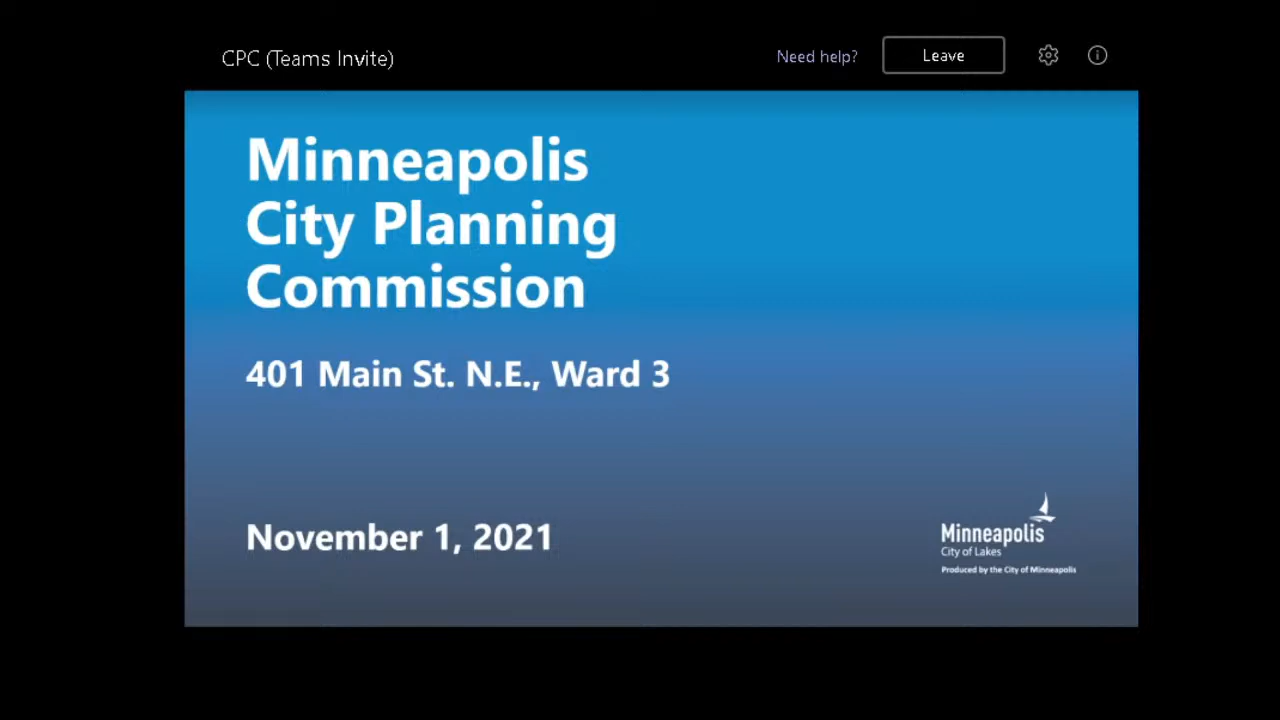 CPC (Teams Invite)
Need help?
Leave
Minneapolis
City Planning
Commission
401 Main St. N.E., Ward 3
November 1, 2021
Minneapolis
City of Lakes
Produced by the City of Minneapolis